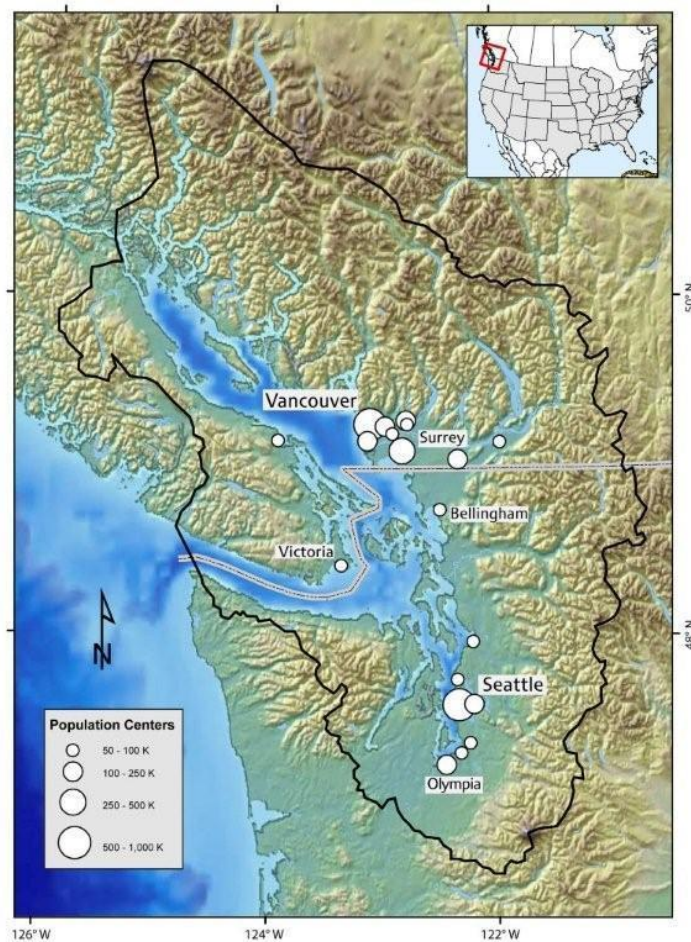 50°N
Vancouver
Surrey
Bellingham
Victoria
48°N
N
Seattle
Population Centers
50 - 100 K
100 - 250 K
250 - 500 K
500 - 1,000 K
Olympia
126°W
124°W
122°W